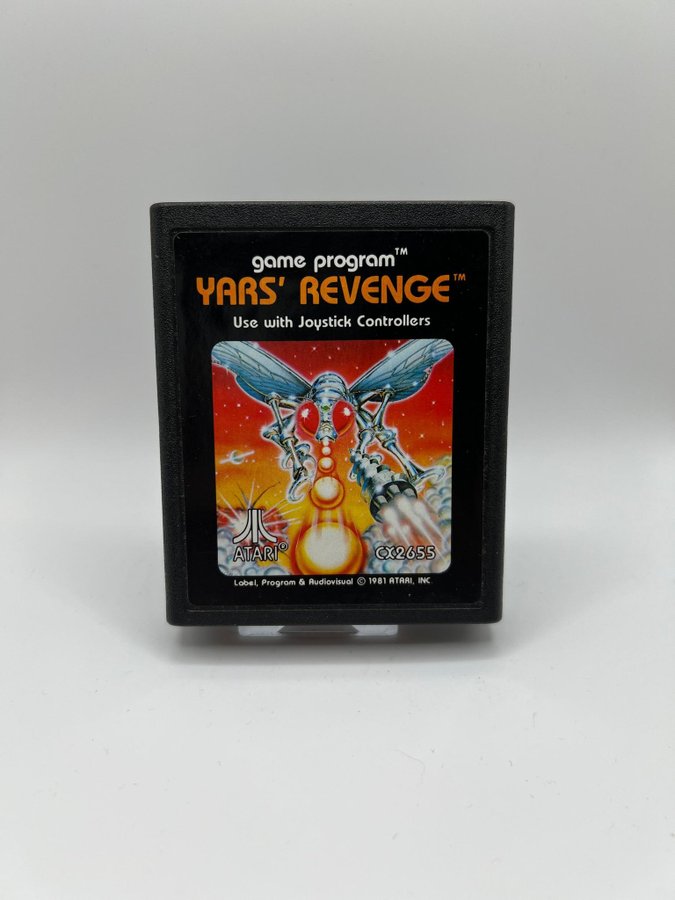 game program™
YARS' REVENGE™
Use with Joystick Controllers
ATARI®
CX2655
Label, Program & Audiovisual © 1981 ATARI, INC.